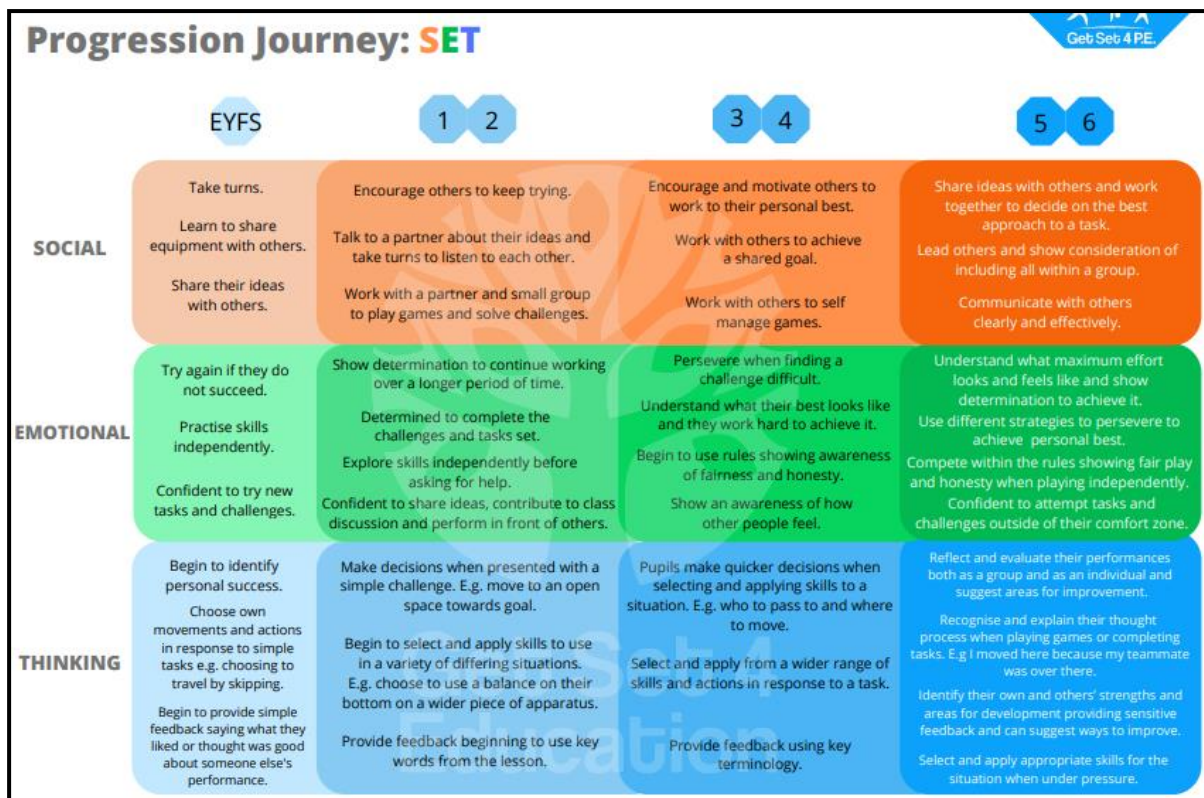 Progression Journey: SET
Get Set 4 P.E.
EYFS
1 2
3 4
5 6
SOCIAL
Take turns.
Learn to share
equipment with others.
Share their ideas
with others.
Encourage others to keep trying.
Talk to a partner about their ideas and
take turns to listen to each other.
Work with a partner and small group
to play games and solve challenges.
Encourage and motivate others to
work to their personal best.
Work with others to achieve
a shared goal.
Work with others to self
manage games.
Share ideas with others and work
together to decide on the best
approach to a task.
Lead others and show consideration of
including all within a group.
Communicate with others
clearly and effectively.
EMOTIONAL
Try again if they do
not succeed.
Practise skills
independently.
Confident to try new
tasks and challenges.
Show determination to continue working
over a longer period of time.
Determined to complete the
challenges and tasks set.
Explore skills independently before
asking for help.
Confident to share ideas, contribute to class
discussion and perform in front of others.
Persevere when finding a
challenge difficult.
Understand what their best looks like
and they work hard to achieve it.
Begin to use rules showing awareness
of fairness and honesty.
Show an awareness of how
other people feel.
Understand what maximum effort
looks and feels like and show
determination to achieve it.
Use different strategies to persevere to
achieve personal best.
Compete within the rules showing fair play
and honesty when playing independently.
Confident to attempt tasks and
challenges outside of their comfort zone.
THINKING
Begin to identify
personal success.
Choose own
movements and actions
in response to simple
tasks e.g. choosing to
travel by skipping.
Begin to provide simple
feedback saying what they
liked or thought was good
about someone else's
performance.
Make decisions when presented with a
simple challenge. E.g. move to an open
space towards goal.
Begin to select and apply skills to use
in a variety of differing situations.
E.g. choose to use a balance on their
bottom on a wider piece of apparatus.
Provide feedback beginning to use key
words from the lesson.
Pupils make quicker decisions when
selecting and applying skills to a
situation. E.g. who to pass to and where
to move.
Select and apply from a wider range of
skills and actions in response to a task.
Provide feedback using key
terminology.
Reflect and evaluate their performances
both as a group and as an individual and
suggest areas for improvement.
Recognise and explain their thought
process when playing games or completing
tasks. E.g I moved here because my teammate
was over there.
Identify their own and others' strengths and
areas for development providing sensitive
feedback and can suggest ways to improve.
Select and apply appropriate skills for the
situation when under pressure.
Get Set 4
Education